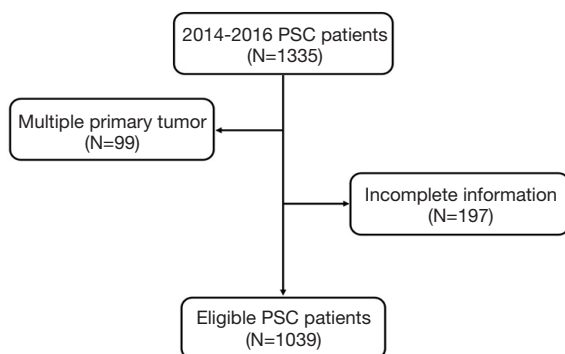 2014-2016 PSC patients
(N=1335)
Multiple primary tumor
(N=99)
Incomplete information
(N=197)
Eligible PSC patients
(N=1039)